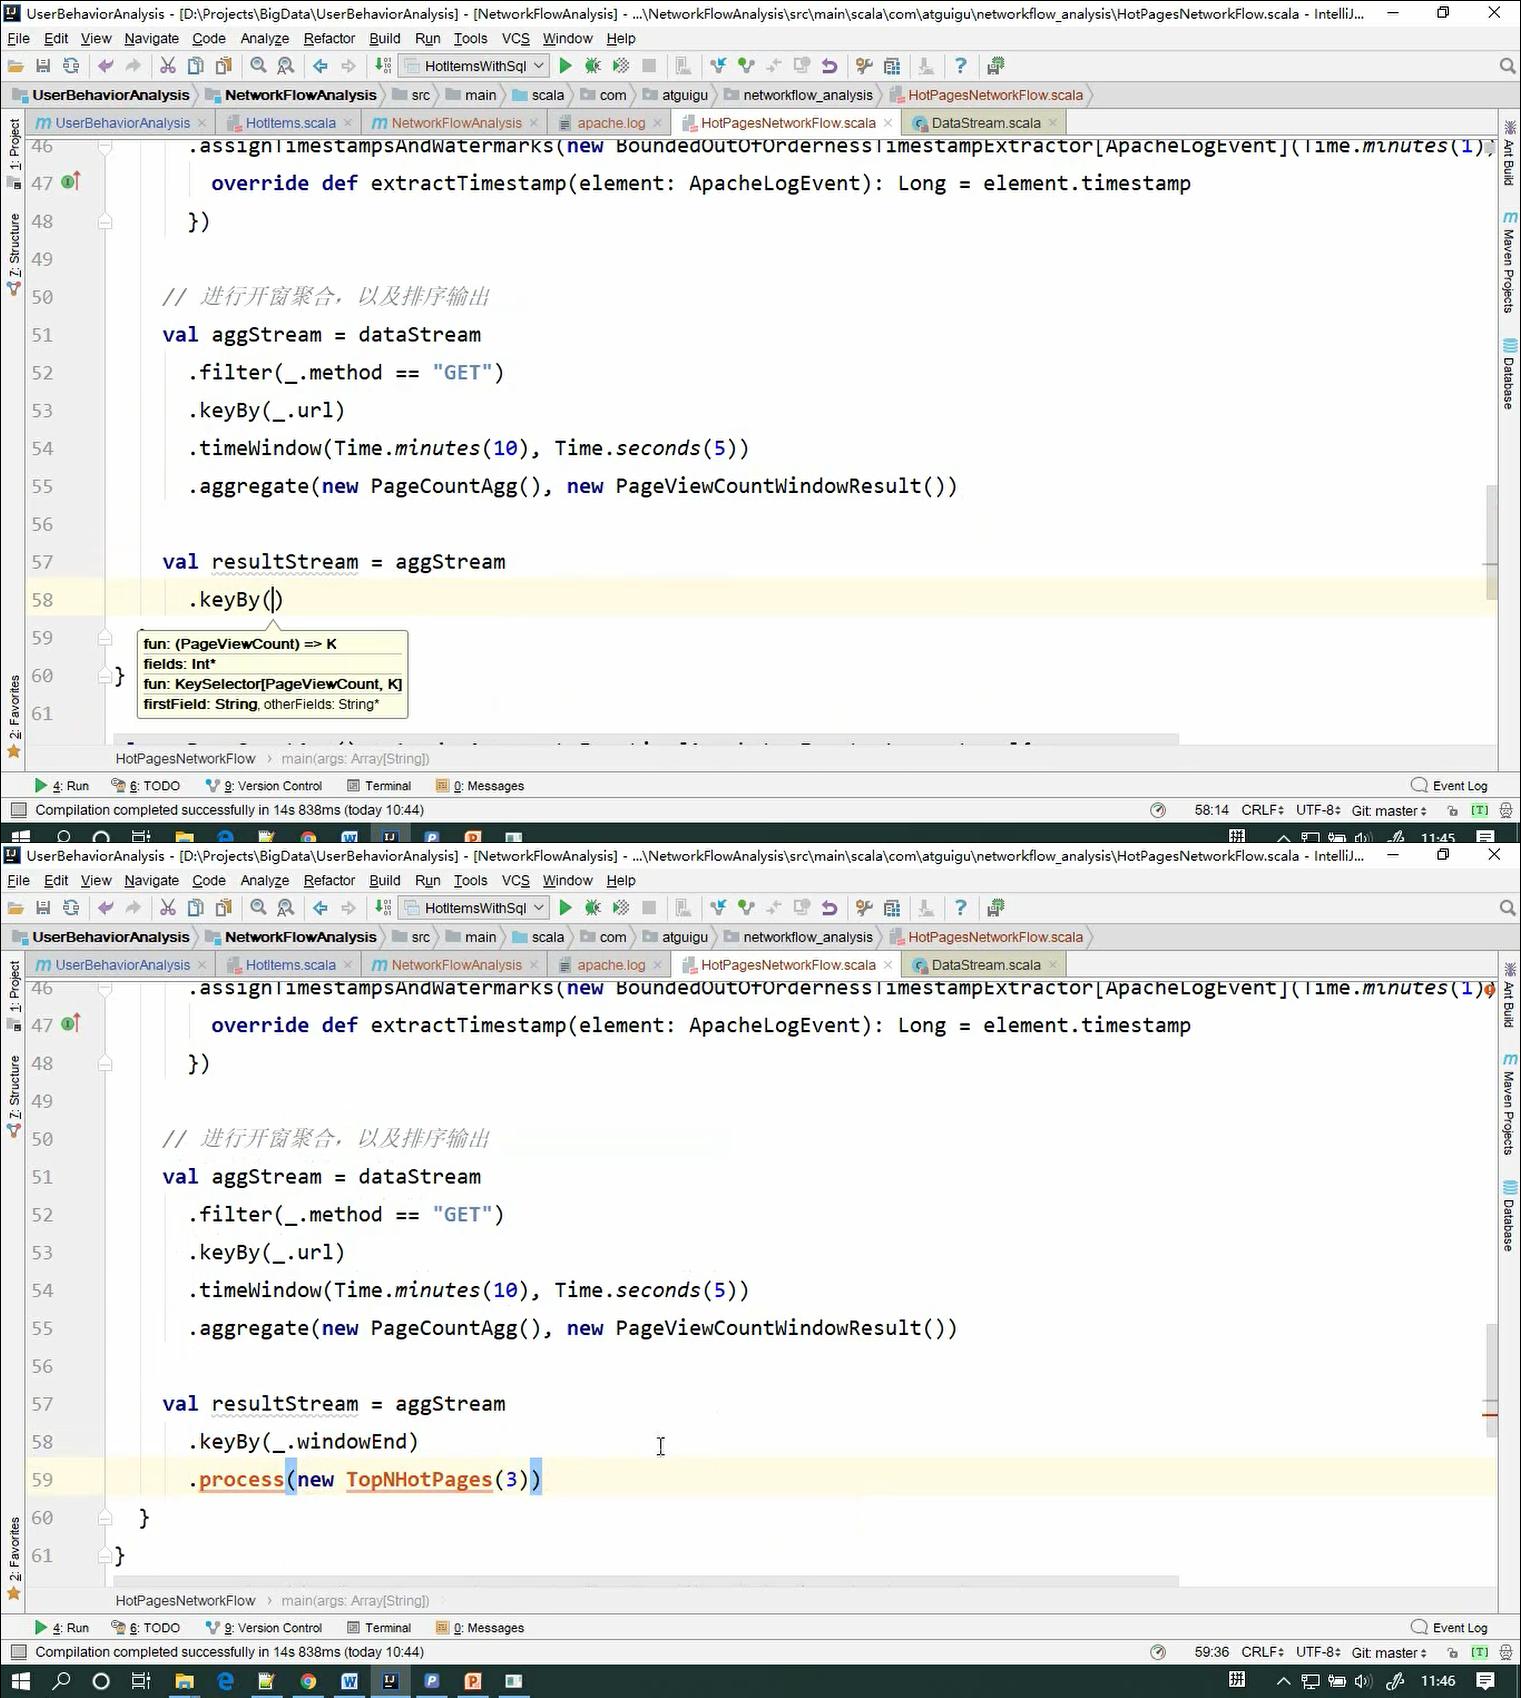 UserBehaviorAnalysis - [D:\Projects\BigData\UserBehaviorAnalysis] - [NetworkFlowAnalysis] - ...\NetworkFlowAnalysis\src\main\scala\com\atguigu\networkflow_analysis\HotPagesNetworkFlow.scala - IntelliJ...
File Edit View Navigate Code Analyze Refactor Build Run Tools VCS Window Help
HotItemsWithSql
UserBehaviorAnalysis NetworkFlowAnalysis src main scala com atguigu networkflow_analysis HotPagesNetworkFlow.scala
UserBehaviorAnalysis HotItems.scala NetworkFlowAnalysis apache.log HotPagesNetworkFlow.scala DataStream.scala
1: Project
7: Structure
2: Favorites
Ant Build
Maven Projects
Database
46 .assignTimestampsAndWatermarks(new BoundedOutOfOrdernessTimestampExtractor[ApacheLogEvent](Time.minutes(1)
47 override def extractTimestamp(element: ApacheLogEvent): Long = element.timestamp
48 })
49
50 // 进行开窗聚合，以及排序输出
51 val aggStream = dataStream
52 .filter(_.method == "GET")
53 .keyBy(_.url)
54 .timeWindow(Time.minutes(10), Time.seconds(5))
55 .aggregate(new PageCountAgg(), new PageViewCountWindowResult())
56
57 val resultStream = aggStream
58 .keyBy()
59
fun: (PageViewCount) => K
fields: Int*
fun: KeySelector[PageViewCount, K]
firstField: String, otherFields: String*
60 }
61
HotPagesNetworkFlow › main(args: Array[String])
4: Run 6: TODO 9: Version Control Terminal 0: Messages Event Log
Compilation completed successfully in 14s 838ms (today 10:44) 58:14 CRLF UTF-8 Git: master [T]
11:45
UserBehaviorAnalysis - [D:\Projects\BigData\UserBehaviorAnalysis] - [NetworkFlowAnalysis] - ...\NetworkFlowAnalysis\src\main\scala\com\atguigu\networkflow_analysis\HotPagesNetworkFlow.scala - IntelliJ...
File Edit View Navigate Code Analyze Refactor Build Run Tools VCS Window Help
HotItemsWithSql
UserBehaviorAnalysis NetworkFlowAnalysis src main scala com atguigu networkflow_analysis HotPagesNetworkFlow.scala
UserBehaviorAnalysis HotItems.scala NetworkFlowAnalysis apache.log HotPagesNetworkFlow.scala DataStream.scala
1: Project
7: Structure
2: Favorites
Ant Build
Maven Projects
Database
46 .assignTimestampsAndWatermarks(new BoundedOutOfOrdernessTimestampExtractor[ApacheLogEvent](Time.minutes(1)
47 override def extractTimestamp(element: ApacheLogEvent): Long = element.timestamp
48 })
49
50 // 进行开窗聚合，以及排序输出
51 val aggStream = dataStream
52 .filter(_.method == "GET")
53 .keyBy(_.url)
54 .timeWindow(Time.minutes(10), Time.seconds(5))
55 .aggregate(new PageCountAgg(), new PageViewCountWindowResult())
56
57 val resultStream = aggStream
58 .keyBy(_.windowEnd)
59 .process(new TopNHotPages(3))
60 }
61 }
HotPagesNetworkFlow › main(args: Array[String])
4: Run 6: TODO 9: Version Control Terminal 0: Messages Event Log
Compilation completed successfully in 14s 838ms (today 10:44) 59:36 CRLF UTF-8 Git: master [T]
拼 11:46